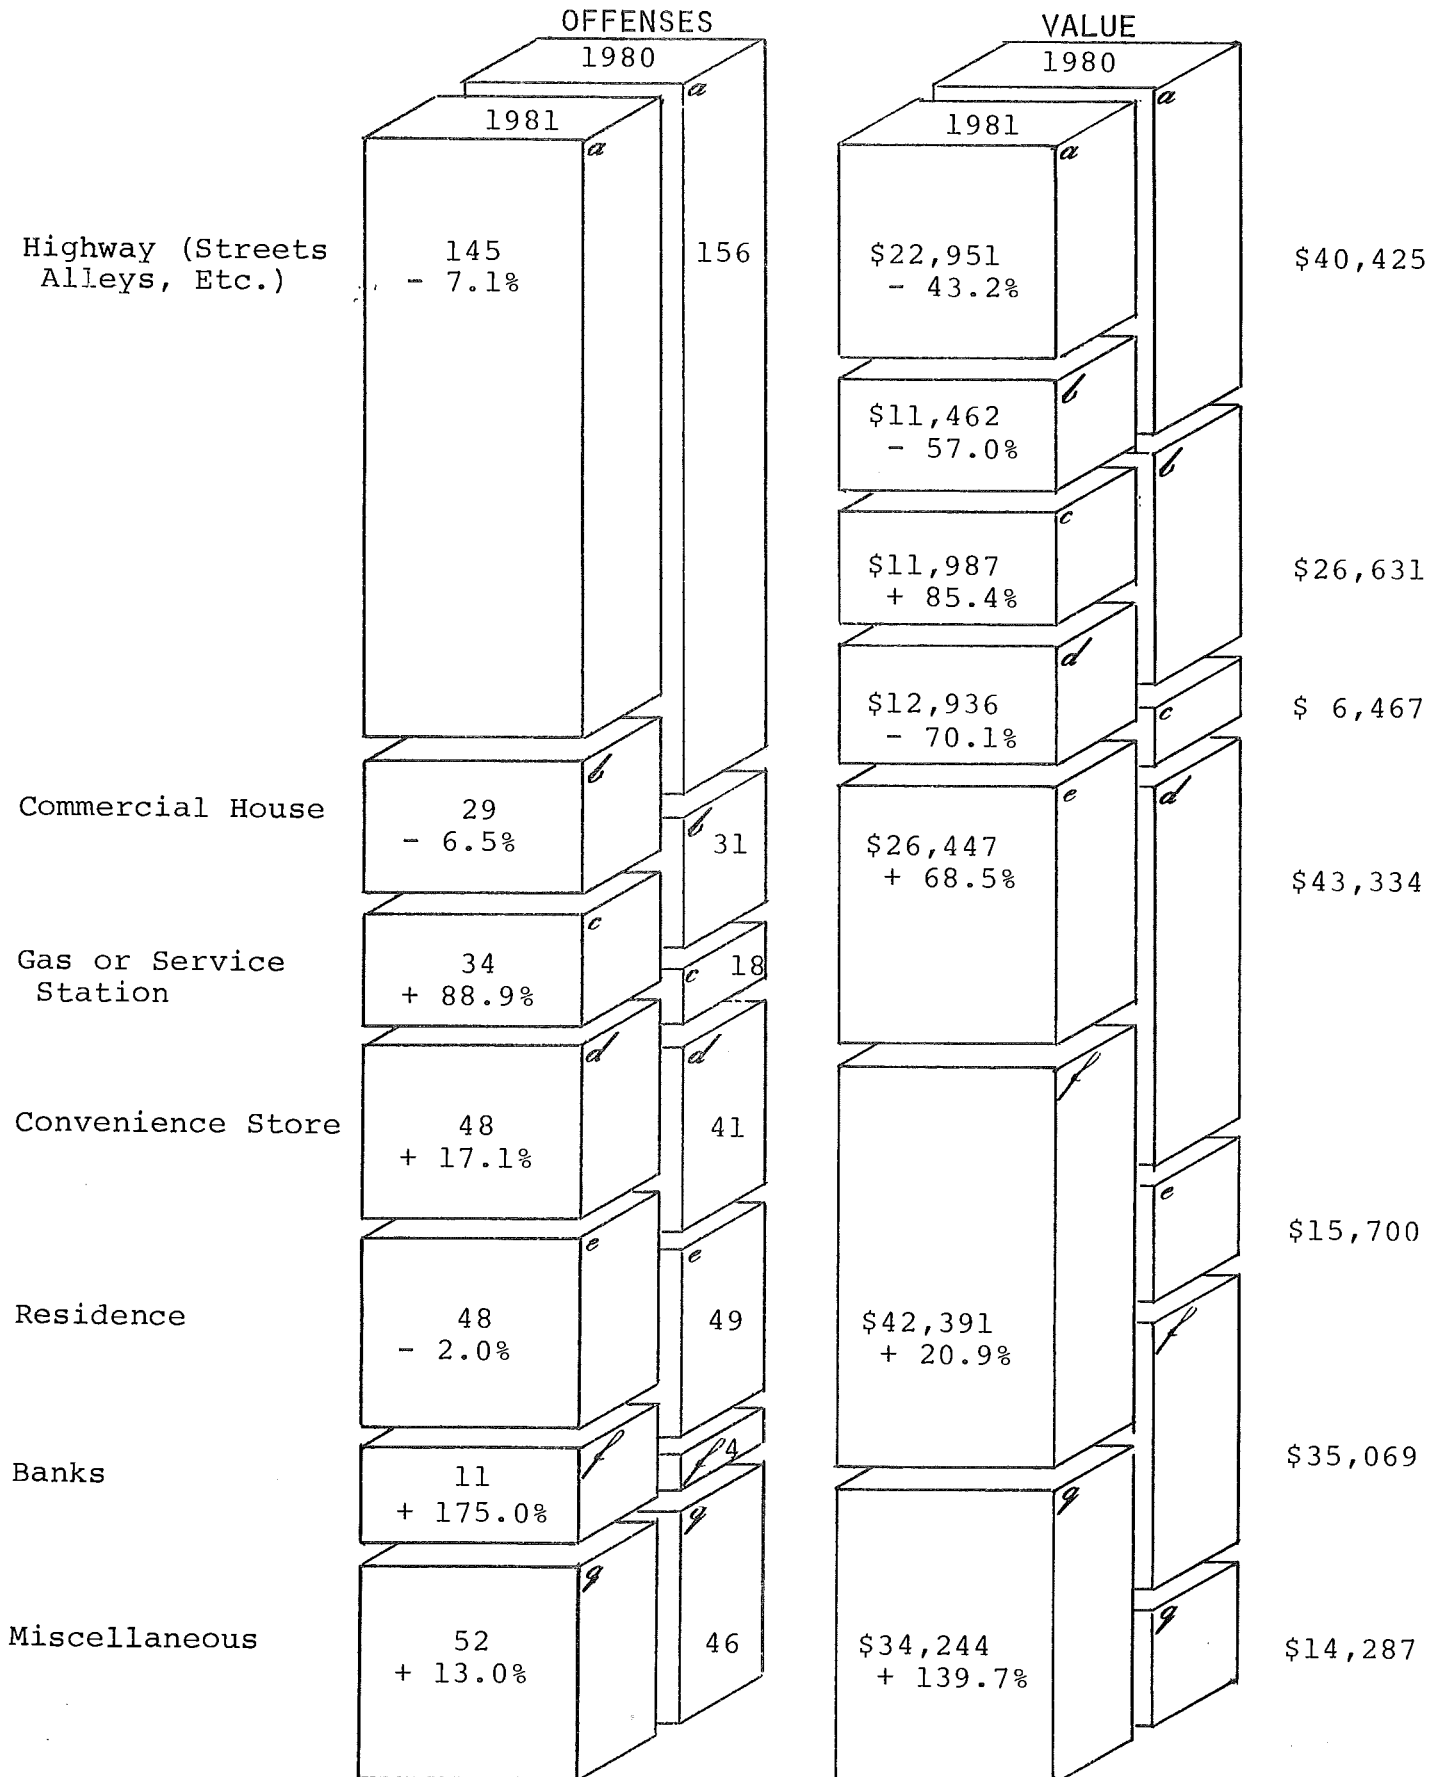 OFFENSES VALUE
1980 1980
a a
1981 1981
a a
Highway (Streets 145 156 $22,951 $40,425
Alleys, Etc.) - 7.1% - 43.2%
b
$11,462
- 57.0%
b
c
$11,987 $26,631
+ 85.4%
d
$12,936 $ 6,467
- 70.1% c
b e d
Commercial House 29
- 6.5% b 31 $26,447
+ 68.5% $43,334
c
Gas or Service 34 c 18
Station + 88.9%
d d f
Convenience Store 48 41
+ 17.1%
e e e
$15,700
Residence 48 49 $42,391 f
- 2.0% + 20.9%
f f 4
Banks 11 $35,069
+ 175.0% g g
g g
Miscellaneous 52 46 $34,244 $14,287
+ 13.0% + 139.7%